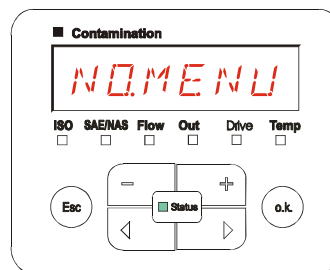 Contamination
NO.MENU
ISO SAE/NAS Flow Out Drive Temp
− +
Esc Status o.k.